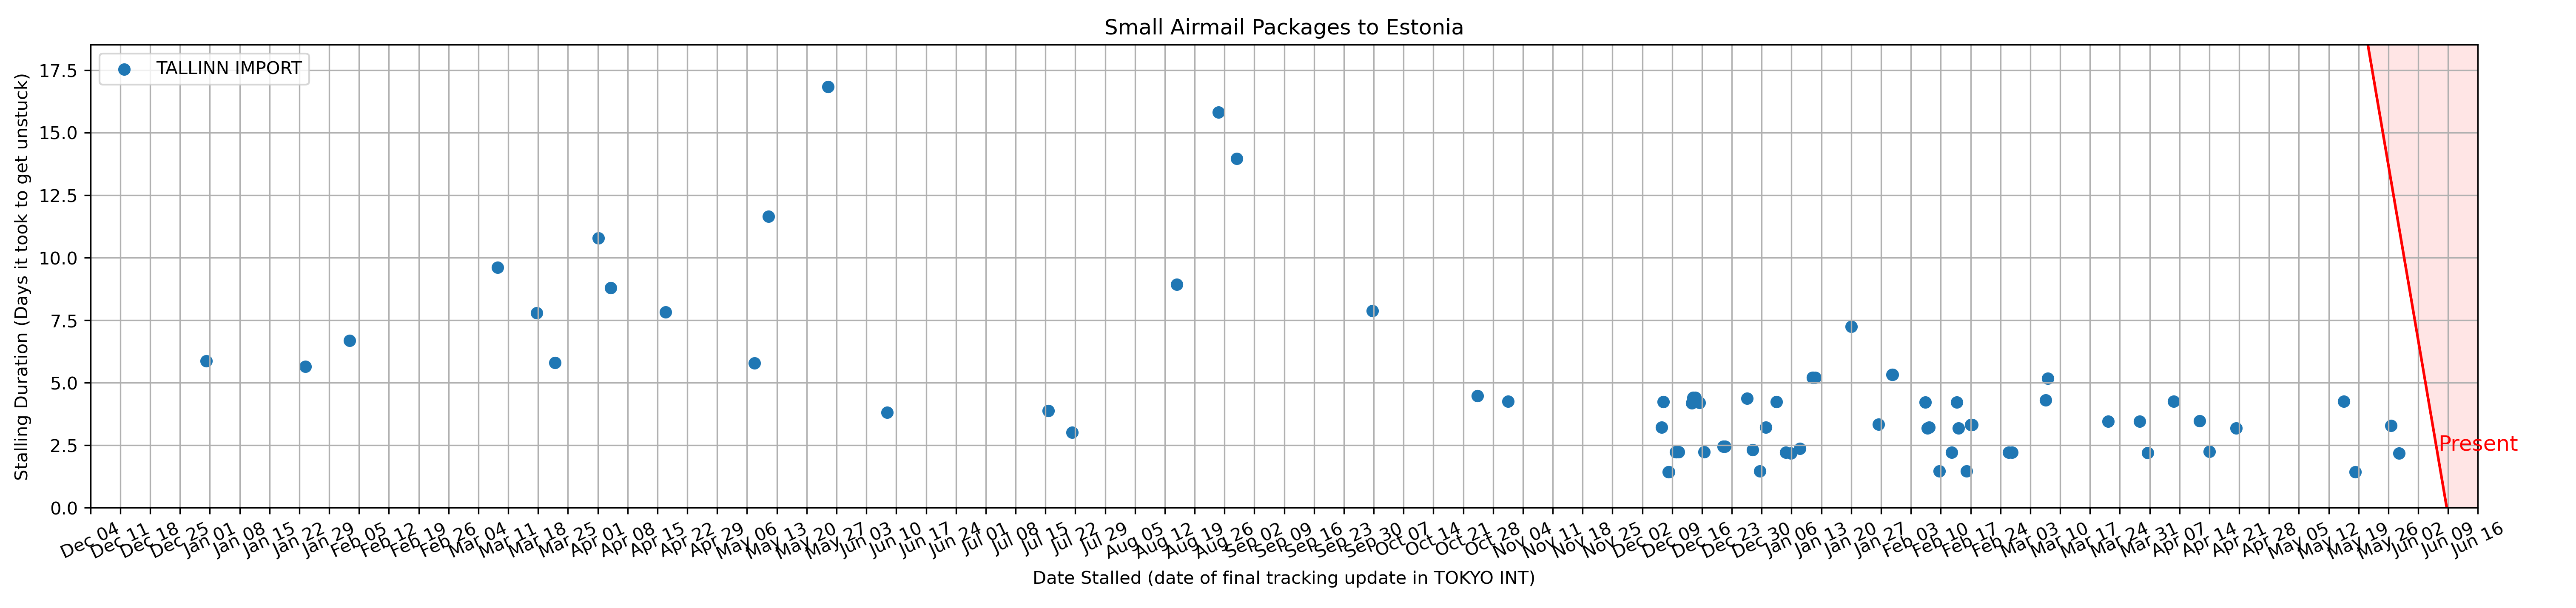 Small Airmail Packages to Estonia
TALLINN IMPORT
Stalling Duration (Days it took to get unstuck)
17.5
15.0
12.5
10.0
7.5
5.0
2.5
0.0
Present
Dec 04 Dec 11 Dec 18 Dec 25 Jan 01 Jan 08 Jan 15 Jan 22 Jan 29 Feb 05 Feb 12 Feb 19 Feb 26 Mar 04 Mar 11 Mar 18 Mar 25 Apr 01 Apr 08 Apr 15 Apr 22 Apr 29 May 06 May 13 May 20 May 27 Jun 03 Jun 10 Jun 17 Jun 24 Jul 01 Jul 08 Jul 15 Jul 22 Jul 29 Aug 05 Aug 12 Aug 19 Aug 26 Sep 02 Sep 09 Sep 16 Sep 23 Sep 30 Oct 07 Oct 14 Oct 21 Oct 28 Nov 04 Nov 11 Nov 18 Nov 25 Dec 02 Dec 09 Dec 16 Dec 23 Dec 30 Jan 06 Jan 13 Jan 20 Jan 27 Feb 03 Feb 10 Feb 17 Feb 24 Mar 03 Mar 10 Mar 17 Mar 24 Mar 31 Apr 07 Apr 14 Apr 21 Apr 28 May 05 May 12 May 19 May 26 Jun 02 Jun 09 Jun 16
Date Stalled (date of final tracking update in TOKYO INT)